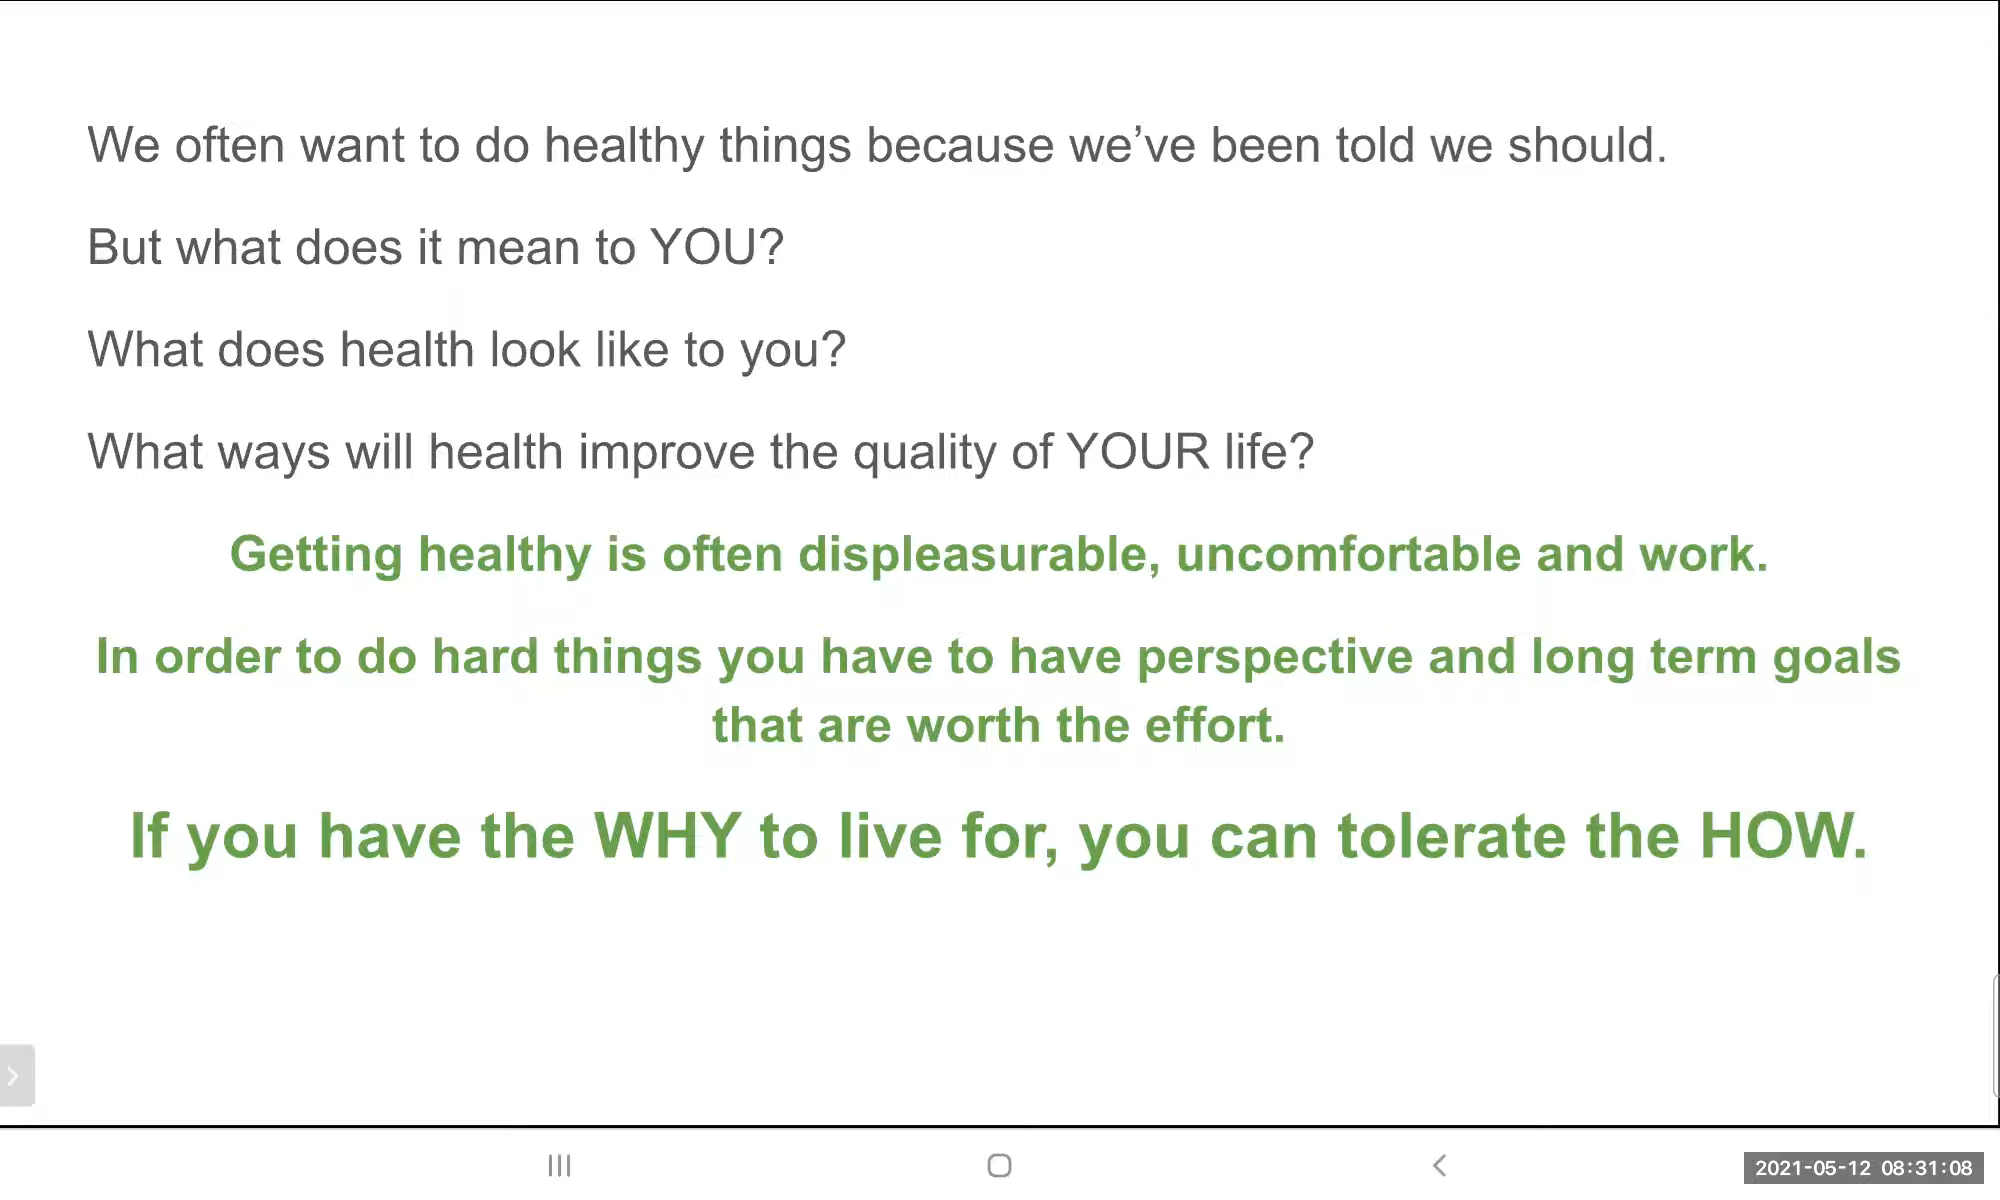 We often want to do healthy things because we’ve been told we should.
But what does it mean to YOU?
What does health look like to you?
What ways will health improve the quality of YOUR life?
Getting healthy is often displeasurable, uncomfortable and work.
In order to do hard things you have to have perspective and long term goals
that are worth the effort.
If you have the WHY to live for, you can tolerate the HOW.
2021-05-12 08:31:08